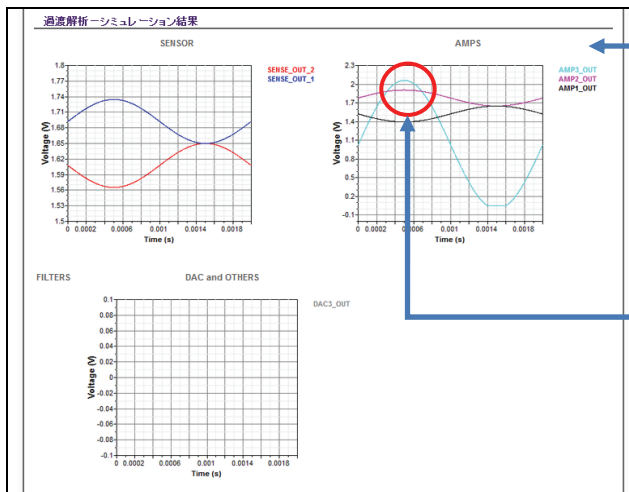 過渡解析－シミュレーション結果
SENSOR
1.8
1.77
1.74
1.71
1.68
1.65
1.62
1.59
1.56
1.53
1.5
Voltage (V)
0 0.0002 0.0006 0.001 0.0014 0.0018
Time (s)
SENSE_OUT_2
SENSE_OUT_1
AMPS
2.3
2
1.7
1.4
1.1
0.8
0.5
0.2
-0.1
Voltage (V)
0 0.0002 0.0006 0.001 0.0014 0.0018
Time (s)
AMP3_OUT
AMP2_OUT
AMP1_OUT
FILTERS
DAC and OTHERS
0.1
0.08
0.06
0.04
0.02
0
-0.02
-0.04
-0.06
-0.08
-0.1
Voltage (V)
0 0.0002 0.0006 0.001 0.0014 0.0018
Time (s)
DAC3_OUT